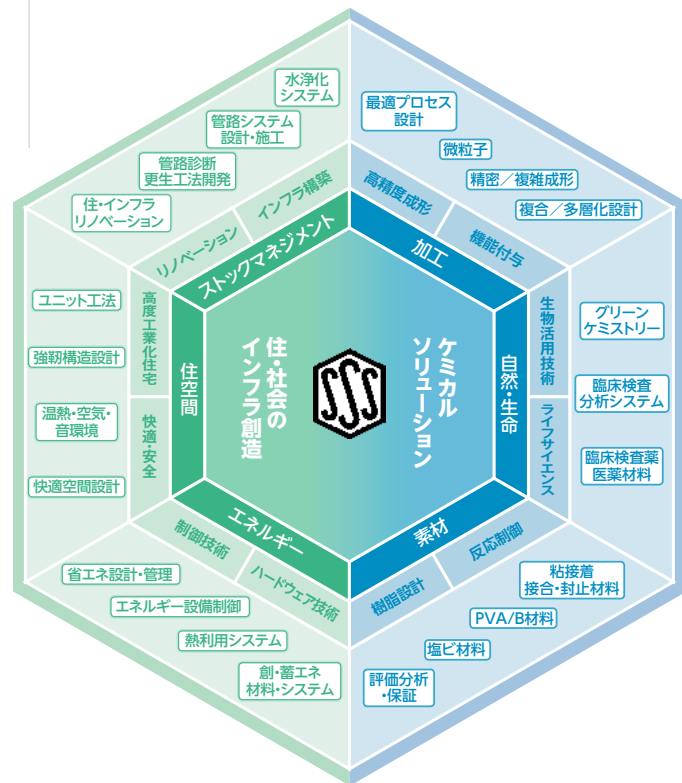 水浄化
システム
管路システム
設計・施工
管路診断
更生工法開発
住・インフラ
リノベーション
インフラ構築
リノベーション
ストックマネジメント
最適プロセス
設計
微粒子
精密／複雑成形
複合／多層化設計
高精度成形
機能付与
加工
ユニット工法
強靭構造設計
温熱・空気・
音環境
快適空間設計
高度工業化住宅
快適・安全
住空間
住・社会の
インフラ創造
SSS
ケミカル
ソリューション
自然・生命
生物活用技術
ライフサイエンス
グリーン
ケミストリー
臨床検査
分析システム
臨床検査薬
医薬材料
エネルギー
制御技術
ハードウェア技術
省エネ設計・管理
エネルギー設備制御
熱利用システム
創・蓄エネ
材料・システム
素材
反応制御
樹脂設計
粘接着
接合・封止材料
PVA/B材料
塩ビ材料
評価分析
・保証